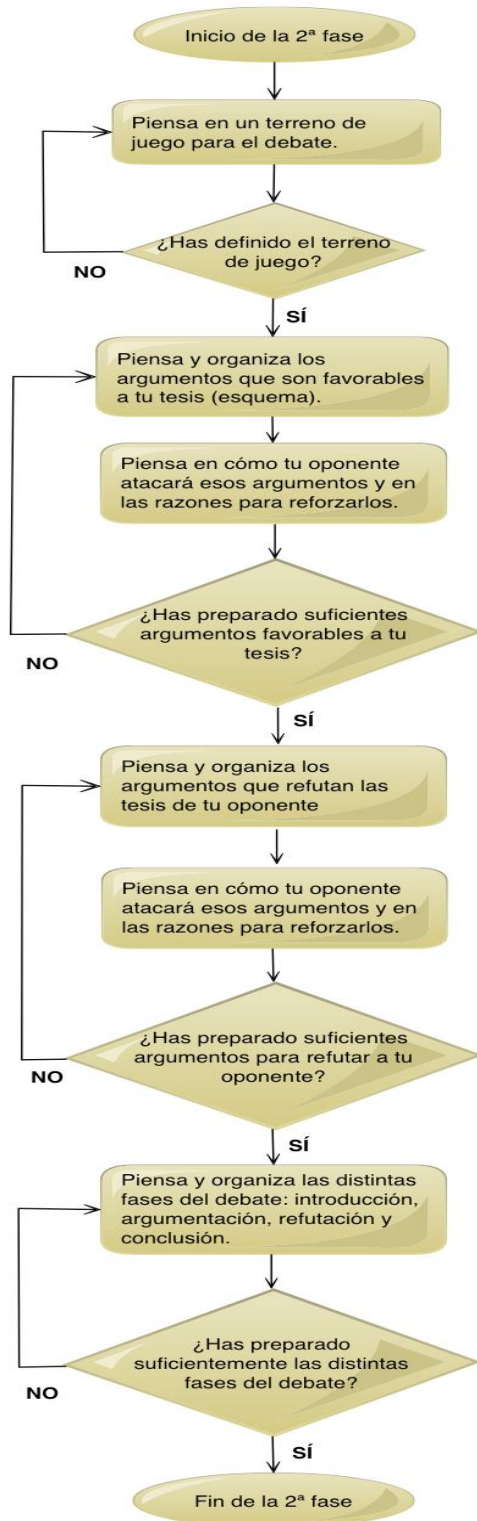 Inicio de la 2ª fase
Piensa en un terreno de
juego para el debate.
¿Has definido el terreno
de juego?
NO
SÍ
Piensa y organiza los
argumentos que son favorables
a tu tesis (esquema).
Piensa en cómo tu oponente
atacará esos argumentos y en
las razones para reforzarlos.
¿Has preparado suficientes
argumentos favorables a tu
tesis?
NO
SÍ
Piensa y organiza los
argumentos que refutan las
tesis de tu oponente
Piensa en cómo tu oponente
atacará esos argumentos y en
las razones para reforzarlos.
¿Has preparado suficientes
argumentos para refutar a tu
oponente?
NO
SÍ
Piensa y organiza las distintas
fases del debate: introducción,
argumentación, refutación y
conclusión.
¿Has preparado
suficientemente las distintas
fases del debate?
NO
SÍ
Fin de la 2ª fase